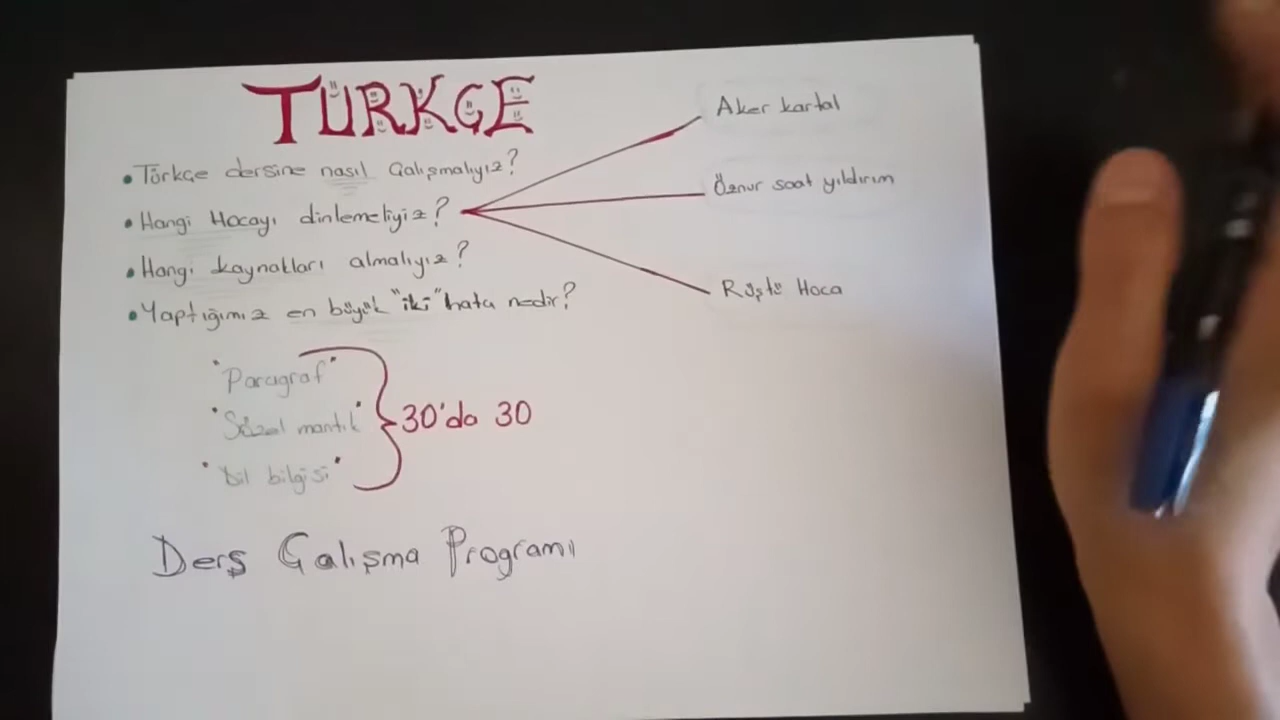 TÜRKÇE
• Türkçe dersine nasıl Çalışmalıyız?
• Hangi Hocayı dinlemeliyiz?
• Hangi kaynakları almalıyız?
• Yaptığımız en büyük "iki" hata nedir?
Aker kartal
Öznur saat yıldırım
Rüştü Hoca
"Paragraf"
"Sözel mantık"
"Dil bilgisi"
30'da 30
Ders Çalışma Programı